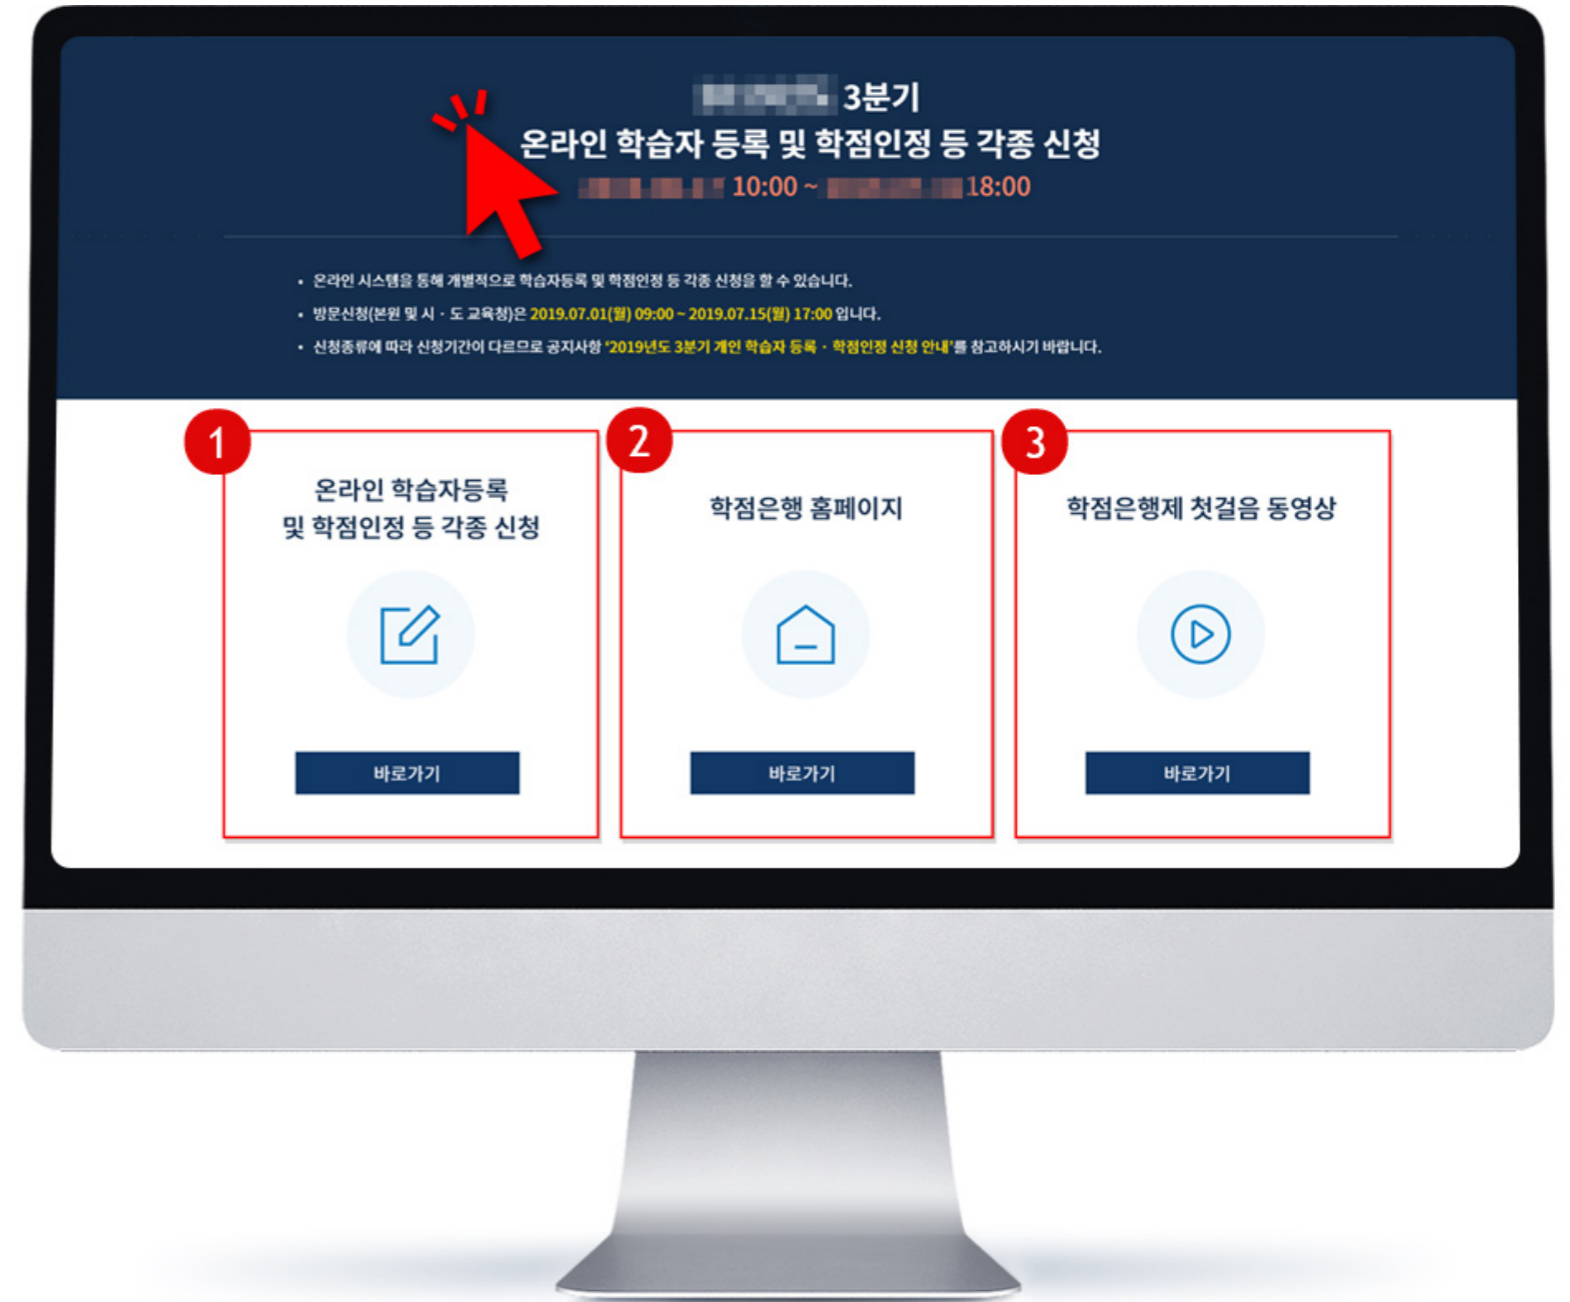 3분기
온라인 학습자 등록 및 학점인정 등 각종 신청
10:00 ~ 18:00
• 온라인 시스템을 통해 개별적으로 학습자등록 및 학점인정 등 각종 신청을 할 수 있습니다.
• 방문신청(본원 및 시 · 도 교육청)은 2019.07.01(월) 09:00 ~ 2019.07.15(월) 17:00 입니다.
• 신청종류에 따라 신청기간이 다르므로 공지사항 '2019년도 3분기 개인 학습자 등록 · 학점인정 신청 안내'를 참고하시기 바랍니다.
1
온라인 학습자등록
및 학점인정 등 각종 신청
바로가기
2
학점은행 홈페이지
바로가기
3
학점은행제 첫걸음 동영상
바로가기